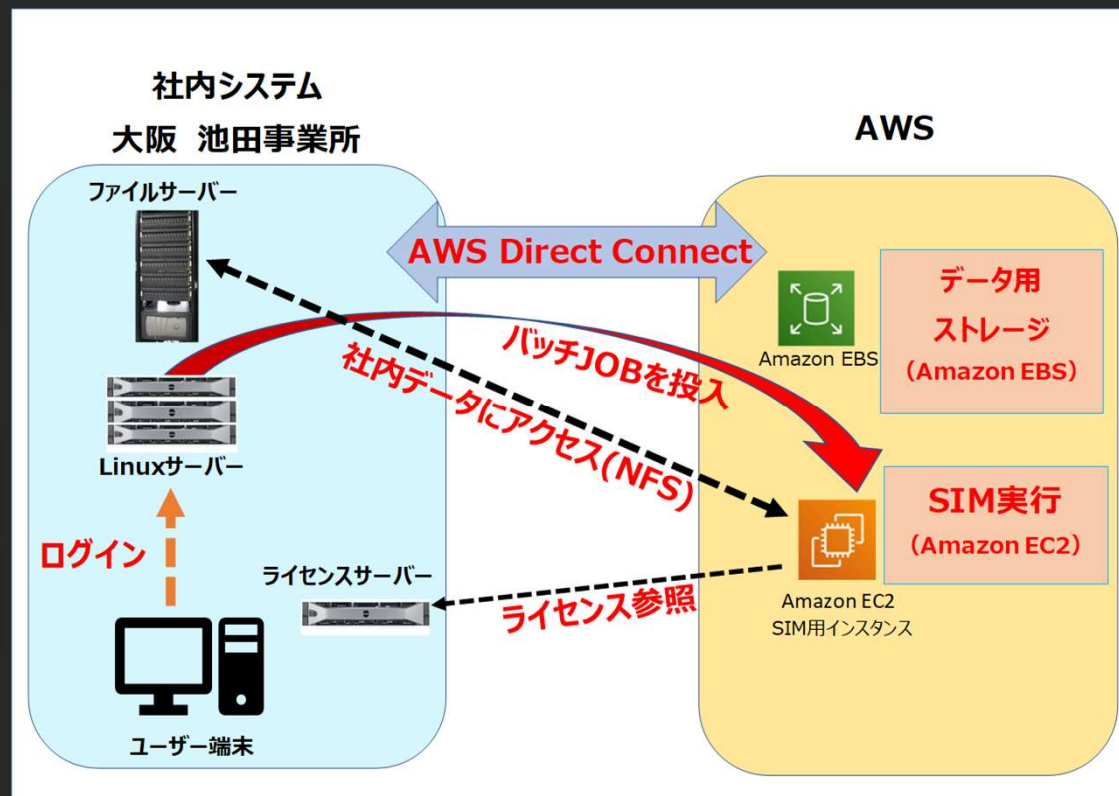 社内システム
大阪 池田事業所
AWS
ファイルサーバー
AWS Direct Connect
データ用
ストレージ
(Amazon EBS)
Amazon EBS
バッチJOBを投入
社内データにアクセス(NFS)
Linuxサーバー
SIM実行
(Amazon EC2)
ログイン
ライセンスサーバー
ライセンス参照
Amazon EC2
SIM用インスタンス
ユーザー端末